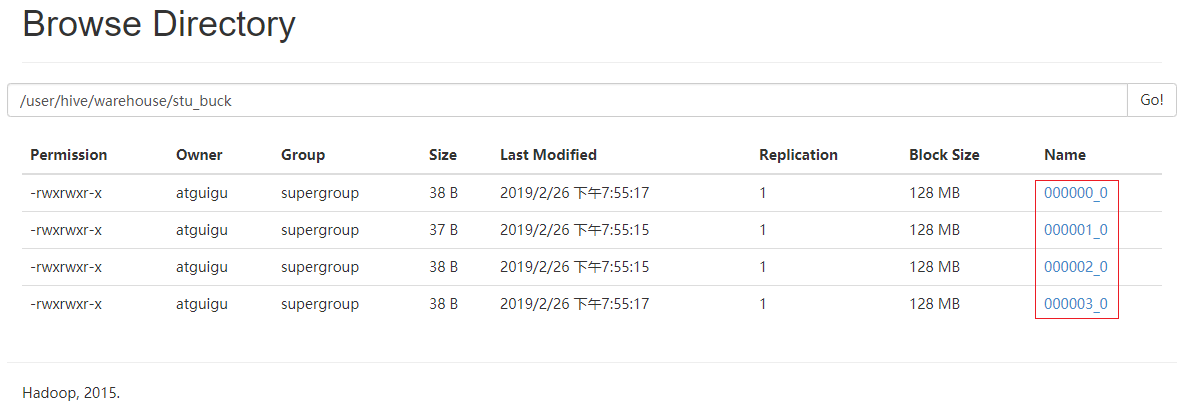 Browse Directory
/user/hive/warehouse/stu_buck Go!
Permission Owner Group Size Last Modified Replication Block Size Name
-rwxrwxr-x atguigu supergroup 38 B 2019/2/26 下午7:55:17 1 128 MB 000000_0
-rwxrwxr-x atguigu supergroup 37 B 2019/2/26 下午7:55:15 1 128 MB 000001_0
-rwxrwxr-x atguigu supergroup 38 B 2019/2/26 下午7:55:15 1 128 MB 000002_0
-rwxrwxr-x atguigu supergroup 38 B 2019/2/26 下午7:55:17 1 128 MB 000003_0
Hadoop, 2015.